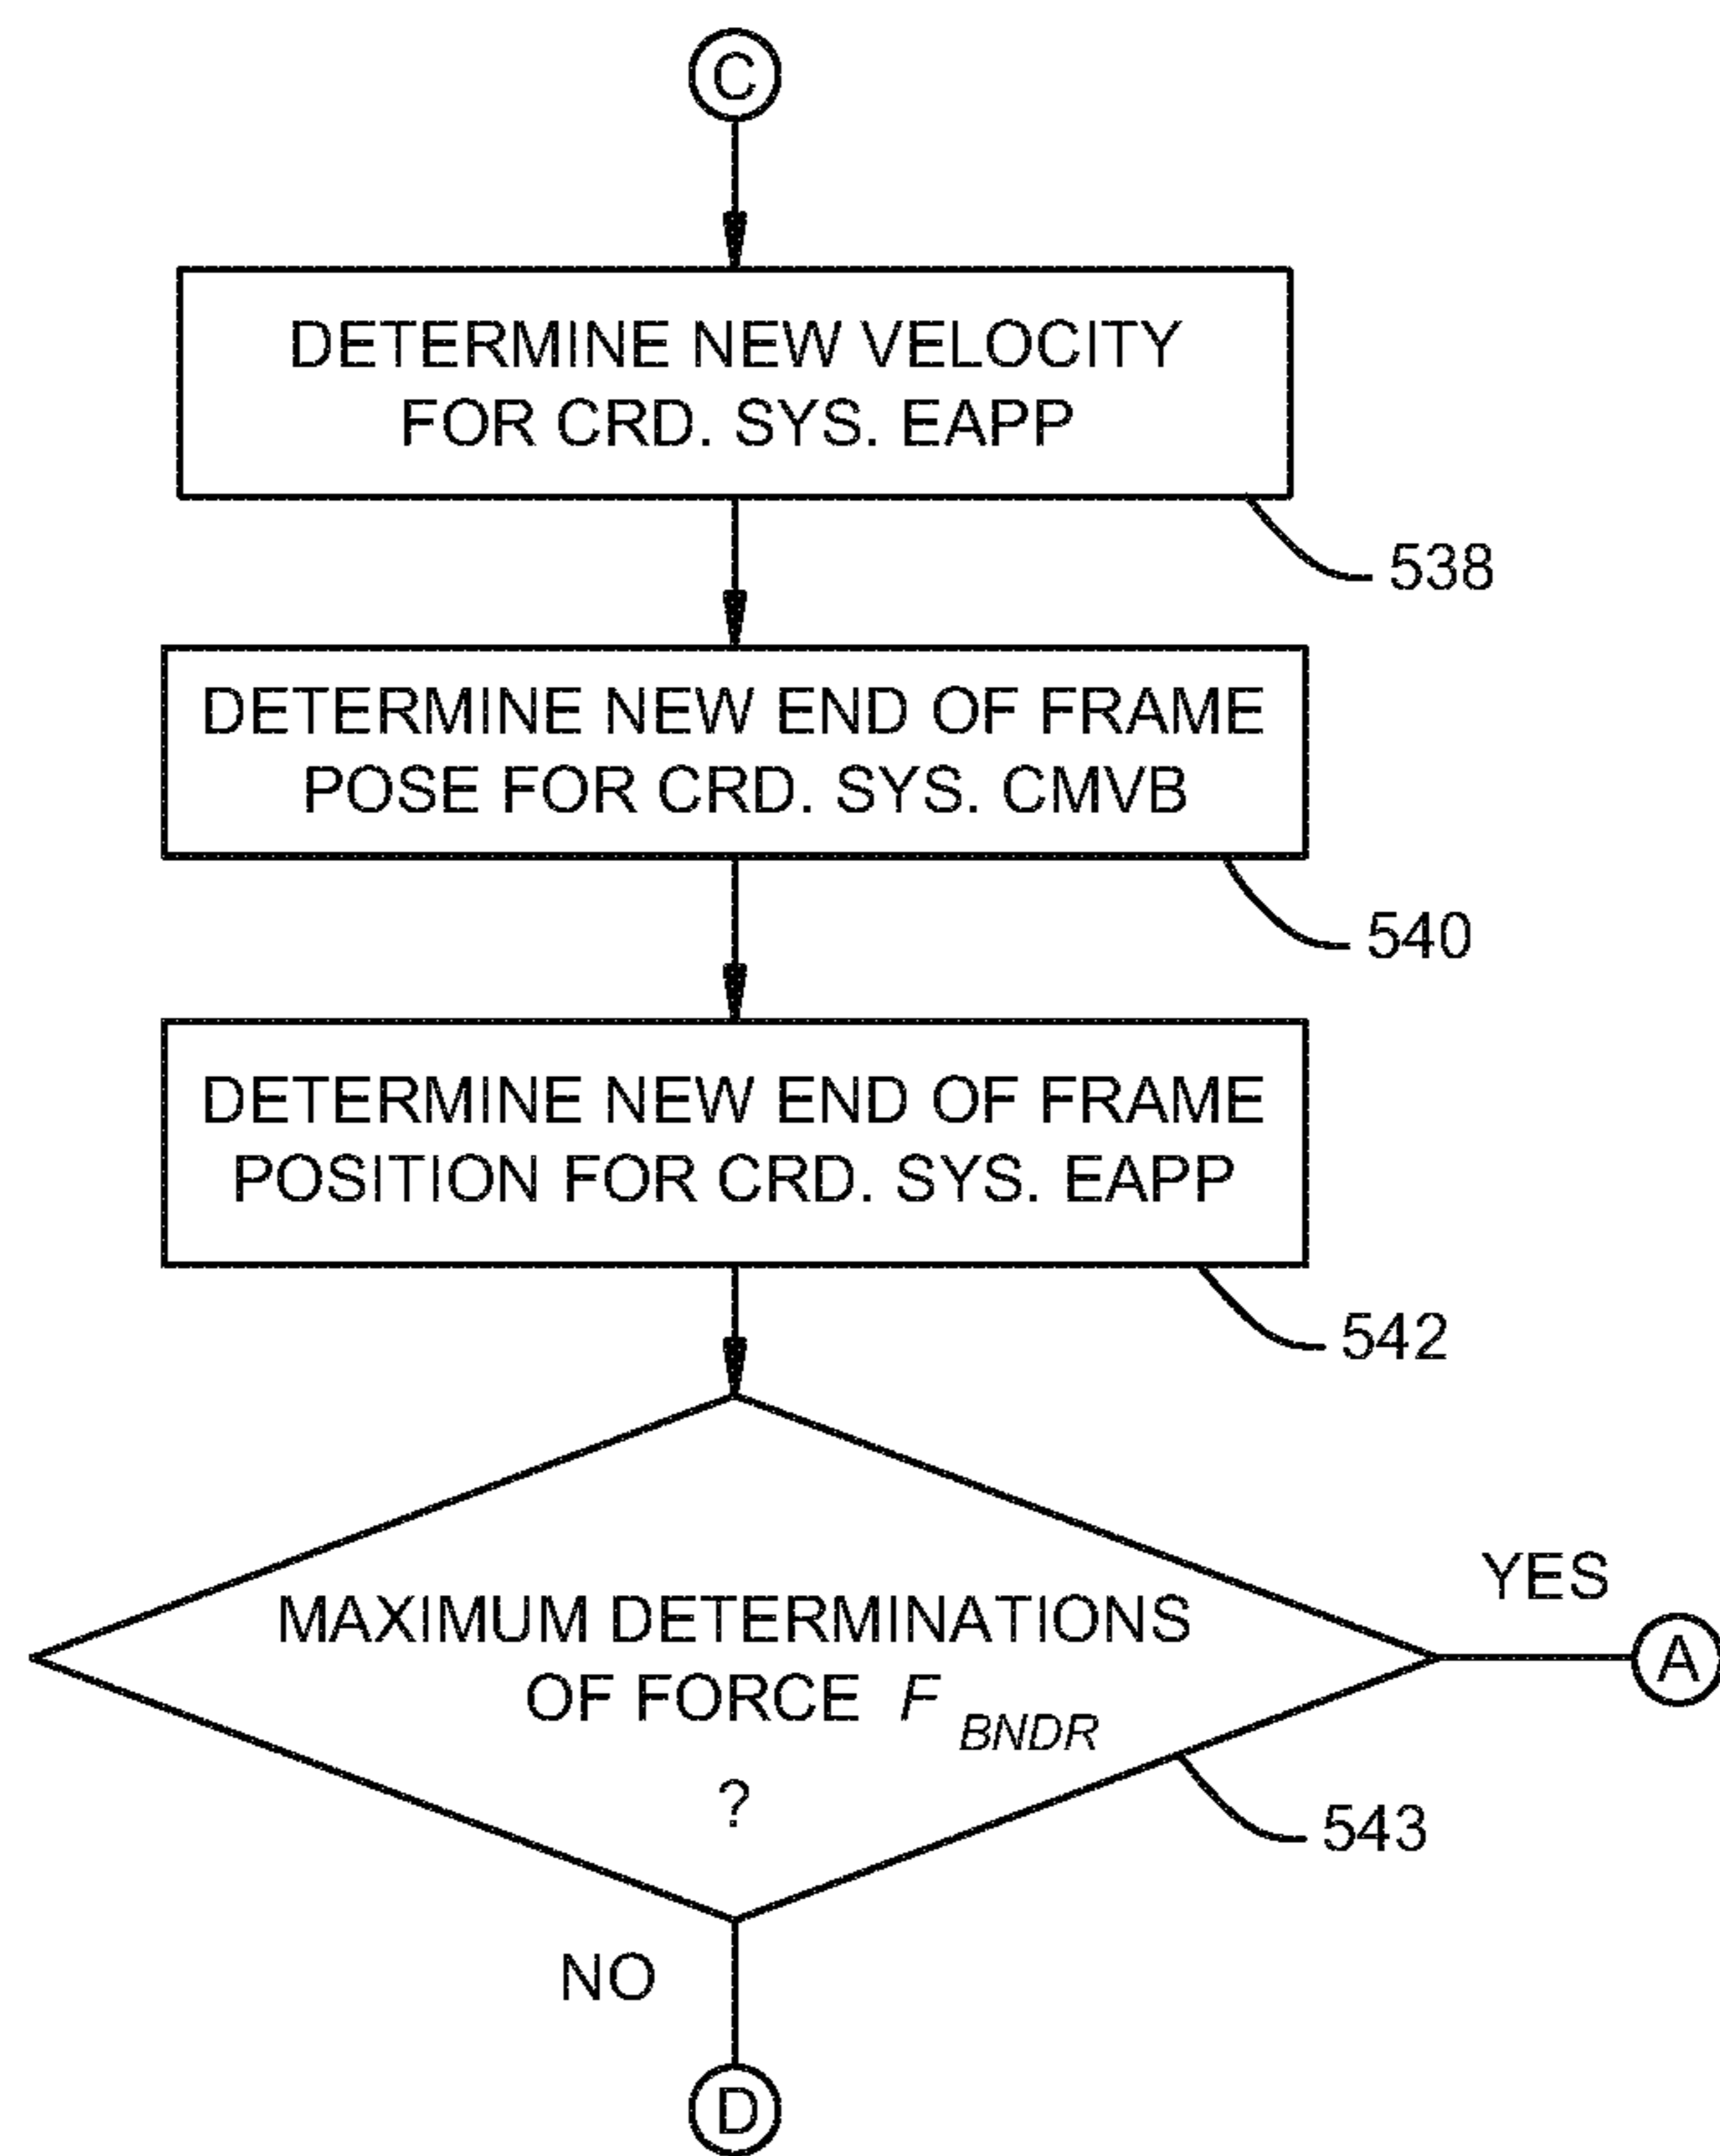 C
DETERMINE NEW VELOCITY
FOR CRD. SYS. EAPP
538
DETERMINE NEW END OF FRAME
POSE FOR CRD. SYS. CMVB
540
DETERMINE NEW END OF FRAME
POSITION FOR CRD. SYS. EAPP
542
YES
MAXIMUM DETERMINATIONS
A
OF FORCE F BNDR
?
543
NO
D